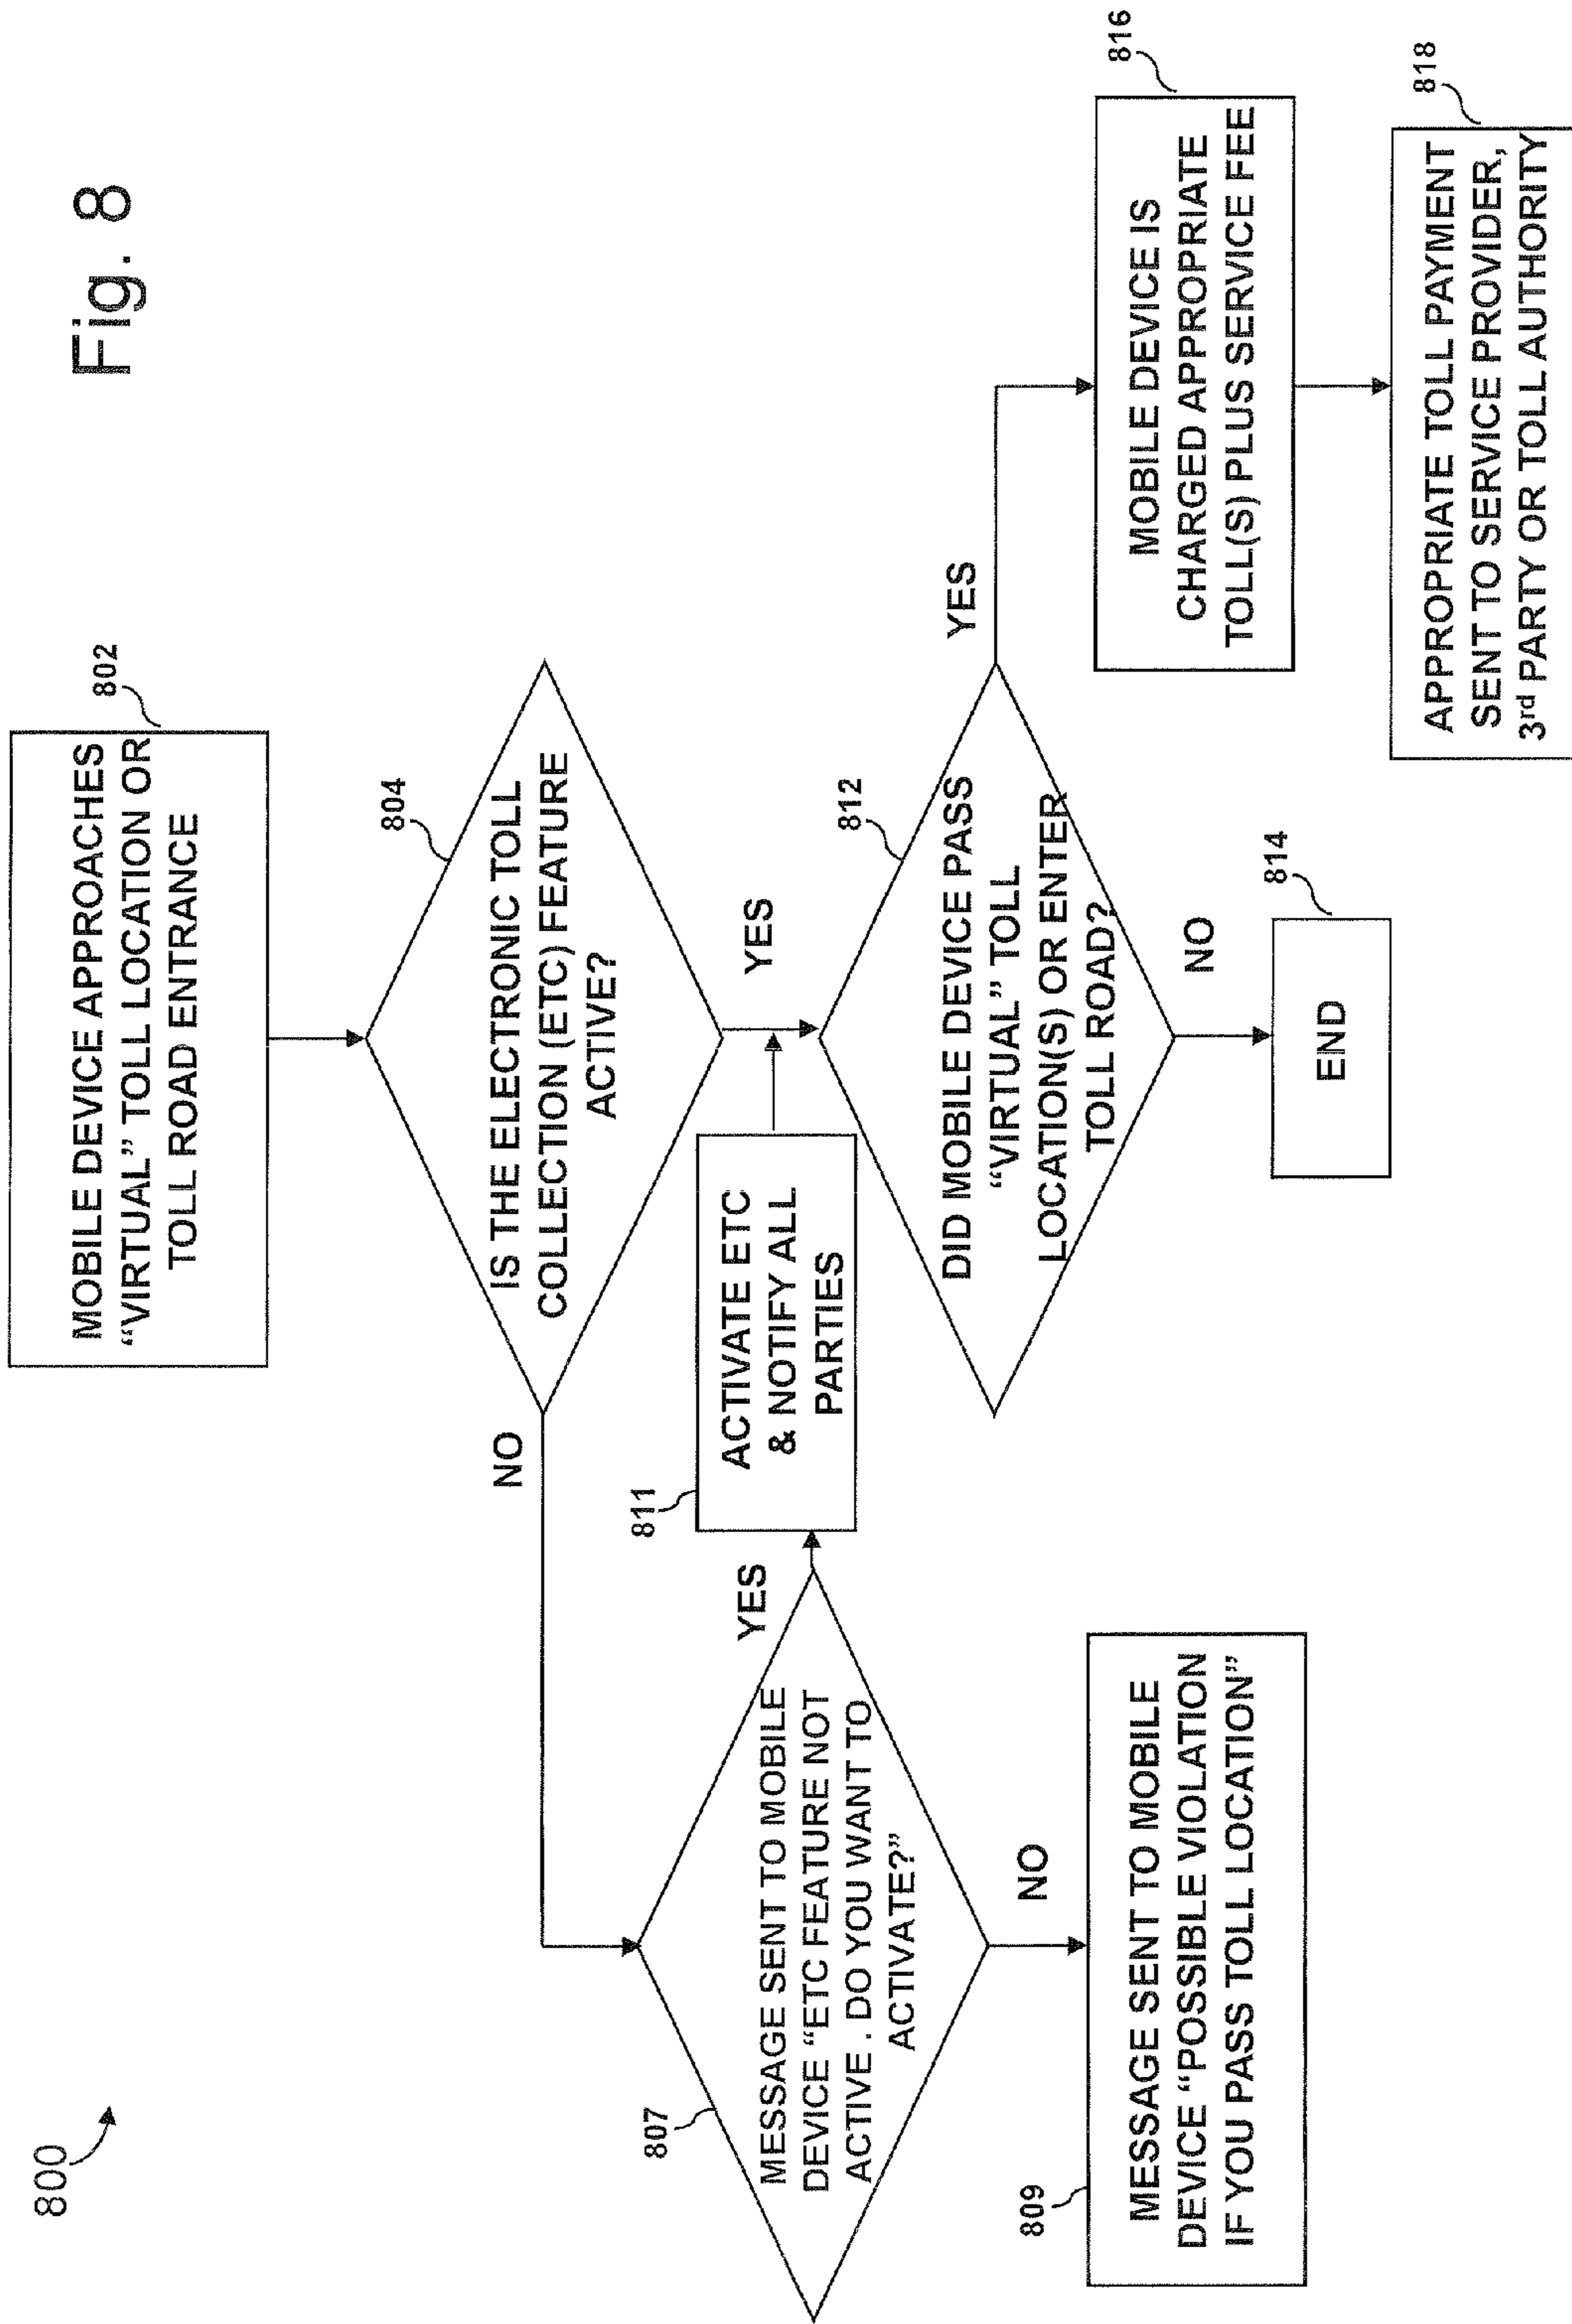 800
Fig. 8
802
MOBILE DEVICE APPROACHES
“VIRTUAL” TOLL LOCATION OR
TOLL ROAD ENTRANCE
804
IS THE ELECTRONIC TOLL
COLLECTION (ETC) FEATURE
ACTIVE?
NO
YES
807
MESSAGE SENT TO MOBILE
DEVICE “ETC FEATURE NOT
ACTIVE . DO YOU WANT TO
ACTIVATE?”
YES
NO
811
ACTIVATE ETC
& NOTIFY ALL
PARTIES
809
MESSAGE SENT TO MOBILE
DEVICE “POSSIBLE VIOLATION
IF YOU PASS TOLL LOCATION”
812
DID MOBILE DEVICE PASS
“VIRTUAL” TOLL
LOCATION(S) OR ENTER
TOLL ROAD?
YES
NO
814
END
816
MOBILE DEVICE IS
CHARGED APPROPRIATE
TOLL(S) PLUS SERVICE FEE
818
APPROPRIATE TOLL PAYMENT
SENT TO SERVICE PROVIDER,
3rd PARTY OR TOLL AUTHORITY